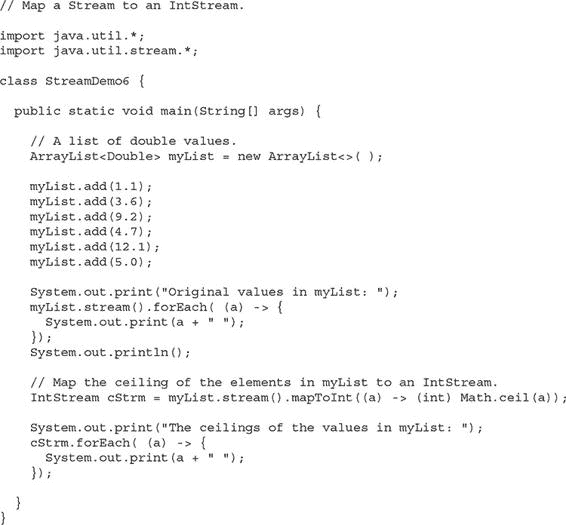 // Map a Stream to an IntStream.
import java.util.*;
import java.util.stream.*;
class StreamDemo6 {
public static void main(String[] args) {
// A list of double values.
ArrayList<Double> myList = new ArrayList<>( );
myList.add(1.1);
myList.add(3.6);
myList.add(9.2);
myList.add(4.7);
myList.add(12.1);
myList.add(5.0);
System.out.print("Original values in myList: ");
myList.stream().forEach( (a) -> {
System.out.print(a + " ");
});
System.out.println();
// Map the ceiling of the elements in myList to an IntStream.
IntStream cStrm = myList.stream().mapToInt((a) -> (int) Math.ceil(a));
System.out.print("The ceilings of the values in myList: ");
cStrm.forEach( (a) -> {
System.out.print(a + " ");
});
}
}